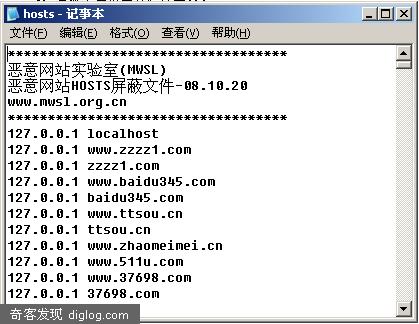 hosts - 记事本
文件(F) 编辑(E) 格式(O) 查看(V) 帮助(H)
***********************************
恶意网站实验室(MWSL)
恶意网站HOSTS屏蔽文件-08.10.20
www.mwsl.org.cn
***********************************
127.0.0.1 localhost
127.0.0.1 www.zzzz1.com
127.0.0.1 zzzz1.com
127.0.0.1 www.baidu345.com
127.0.0.1 baidu345.com
127.0.0.1 www.ttsou.cn
127.0.0.1 ttsou.cn
127.0.0.1 www.zhaomeimei.cn
127.0.0.1 www.511u.com
127.0.0.1 www.37698.com
127.0.0.1 37698.com
奇客发现 diglog.com